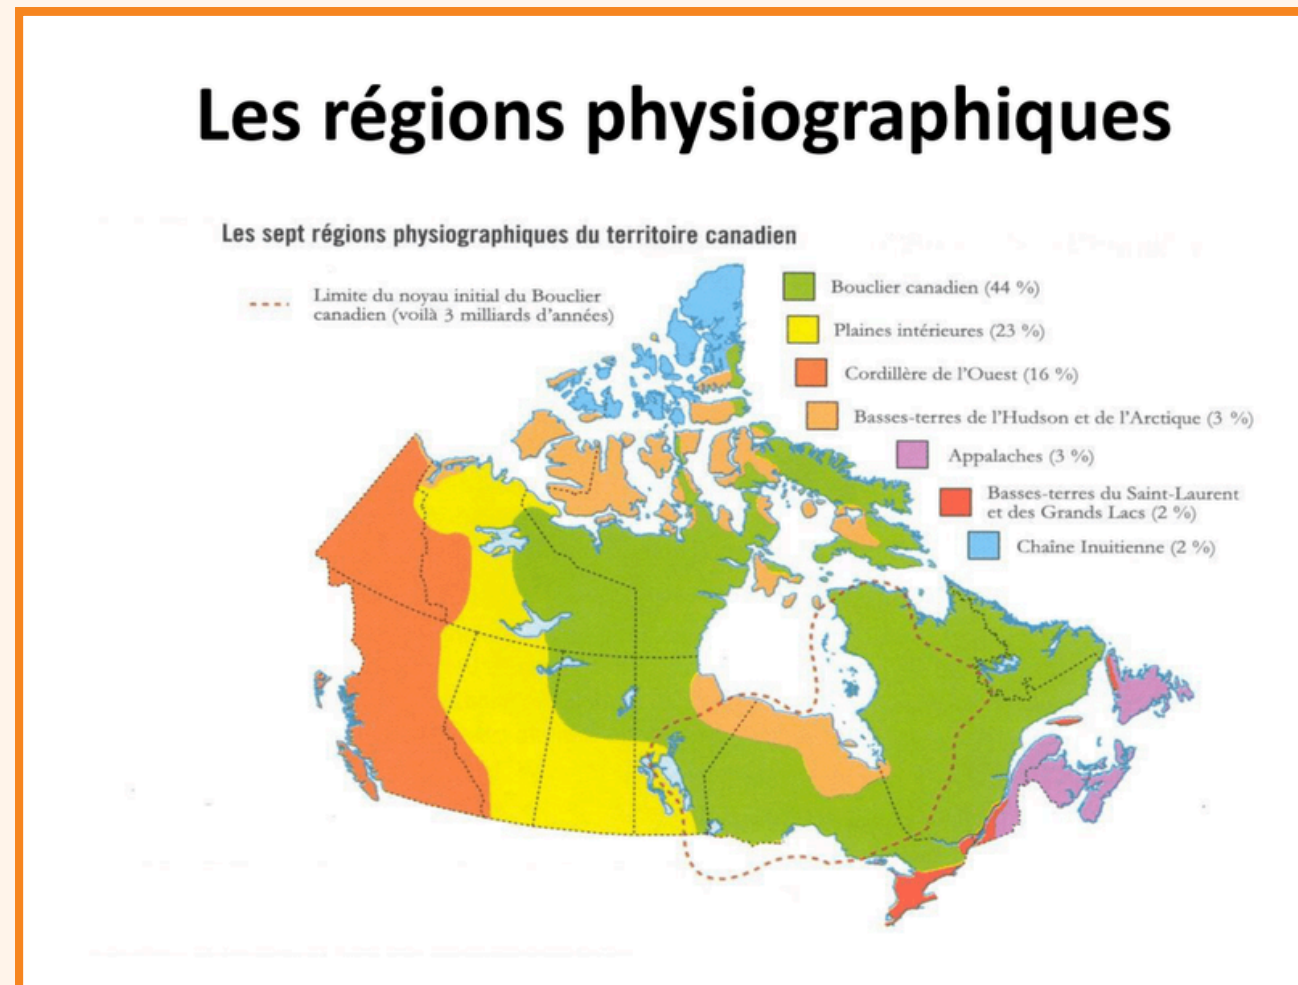 Les régions physiographiques
Les sept régions physiographiques du territoire canadien
Limite du noyau initial du Bouclier
canadien (voilà 3 milliards d'années)
Bouclier canadien (44 %)
Plaines intérieures (23 %)
Cordillère de l'Ouest (16 %)
Basses-terres de l'Hudson et de l'Arctique (3 %)
Appalaches (3 %)
Basses-terres du Saint-Laurent
et des Grands Lacs (2 %)
Chaîne Inuitienne (2 %)